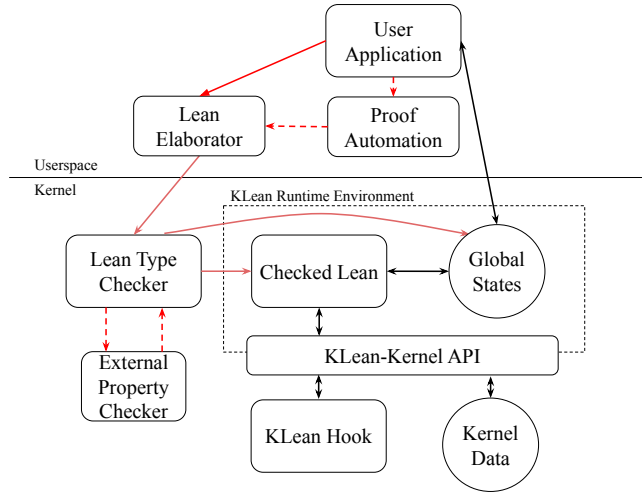 User
Application
Lean
Elaborator
Proof
Automation
Userspace
Kernel
KLean Runtime Environment
Lean Type
Checker
Checked Lean
Global
States
External
Property
Checker
KLean-Kernel API
KLean Hook
Kernel
Data